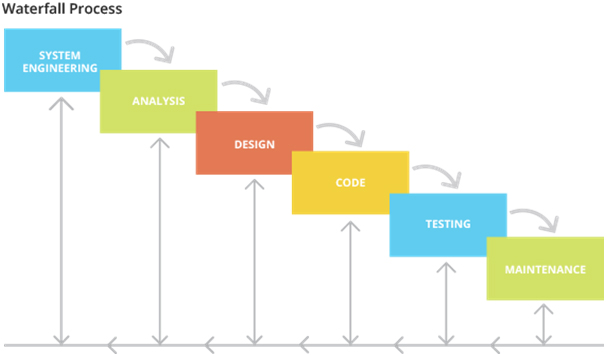 Waterfall Process
SYSTEM
ENGINEERING
ANALYSIS
DESIGN
CODE
TESTING
MAINTENANCE